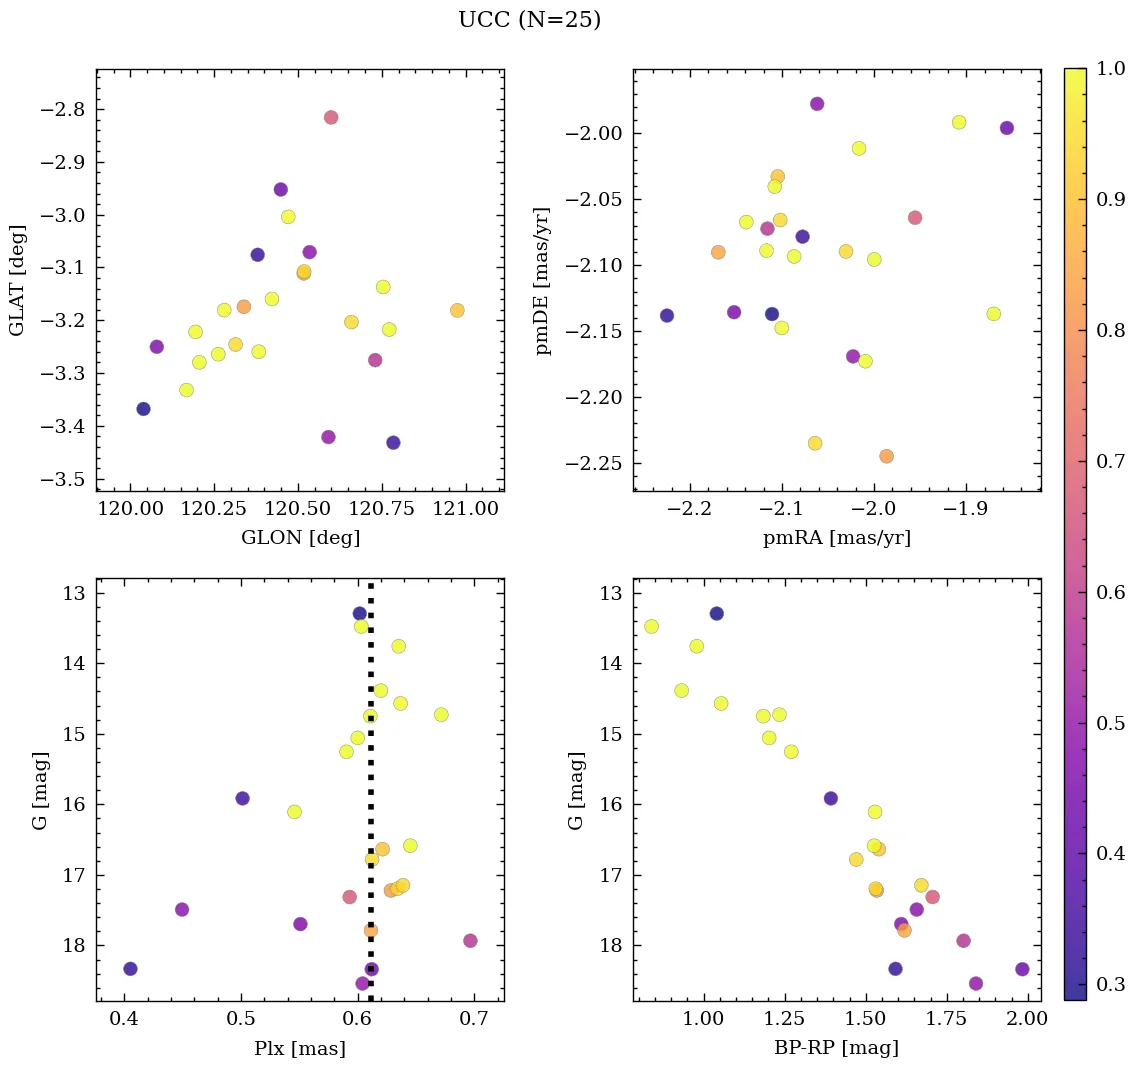 UCC (N=25)
−2.8
−2.9
−3.0
−3.1
−3.2
−3.3
−3.4
−3.5
GLAT [deg]
120.00 120.25 120.50 120.75 121.00
GLON [deg]
−2.00
−2.05
−2.10
−2.15
−2.20
−2.25
pmDE [mas/yr]
−2.2 −2.1 −2.0 −1.9
pmRA [mas/yr]
13
14
15
16
17
18
G [mag]
0.4 0.5 0.6 0.7
Plx [mas]
13
14
15
16
17
18
G [mag]
1.00 1.25 1.50 1.75 2.00
BP-RP [mag]
1.0
0.9
0.8
0.7
0.6
0.5
0.4
0.3